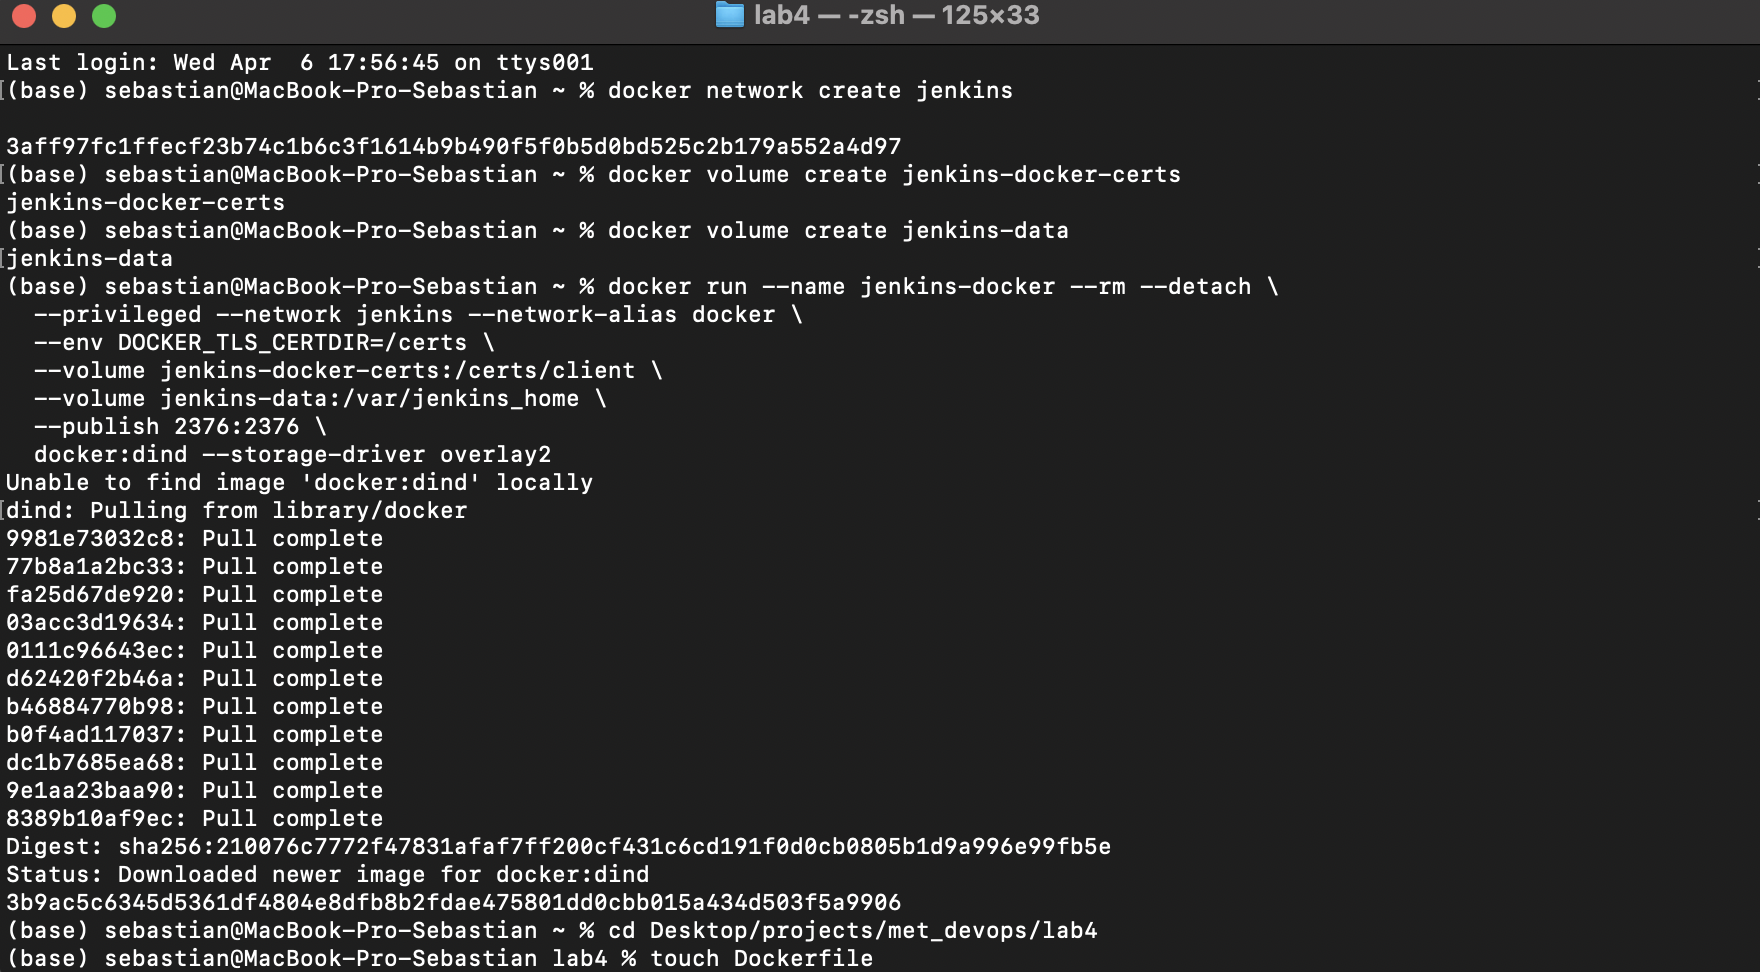 lab4 — -zsh — 125×33
Last login: Wed Apr  6 17:56:45 on ttys001
[(base) sebastian@MacBook-Pro-Sebastian ~ % docker network create jenkins
3aff97fc1ffecf23b74c1b6c3f1614b9b490f5f0b5d0bd525c2b179a552a4d97
[(base) sebastian@MacBook-Pro-Sebastian ~ % docker volume create jenkins-docker-certs
jenkins-docker-certs
(base) sebastian@MacBook-Pro-Sebastian ~ % docker volume create jenkins-data
[jenkins-data
(base) sebastian@MacBook-Pro-Sebastian ~ % docker run --name jenkins-docker --rm --detach \
  --privileged --network jenkins --network-alias docker \
  --env DOCKER_TLS_CERTDIR=/certs \
  --volume jenkins-docker-certs:/certs/client \
  --volume jenkins-data:/var/jenkins_home \
  --publish 2376:2376 \
  docker:dind --storage-driver overlay2
Unable to find image 'docker:dind' locally
[dind: Pulling from library/docker
9981e73032c8: Pull complete
77b8a1a2bc33: Pull complete
fa25d67de920: Pull complete
03acc3d19634: Pull complete
0111c96643ec: Pull complete
d62420f2b46a: Pull complete
b46884770b98: Pull complete
b0f4ad117037: Pull complete
dc1b7685ea68: Pull complete
9e1aa23baa90: Pull complete
8389b10af9ec: Pull complete
Digest: sha256:210076c7772f47831afaf7ff200cf431c6cd191f0d0cb0805b1d9a996e99fb5e
Status: Downloaded newer image for docker:dind
3b9ac5c6345d5361df4804e8dfb8b2fdae475801dd0cbb015a434d503f5a9906
(base) sebastian@MacBook-Pro-Sebastian ~ % cd Desktop/projects/met_devops/lab4
(base) sebastian@MacBook-Pro-Sebastian lab4 % touch Dockerfile